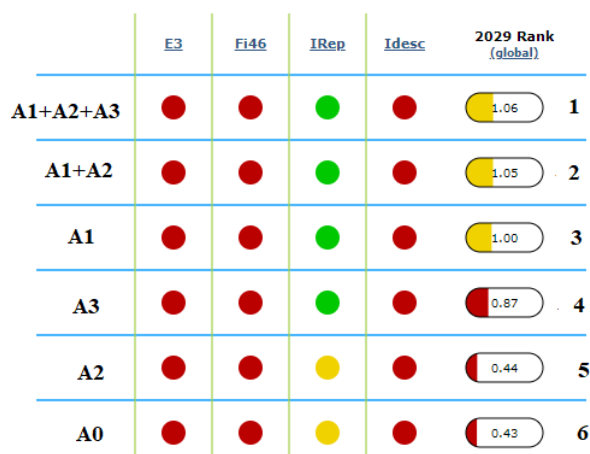 E3 Fi46 IRep Idesc 2029 Rank
(global)
A1+A2+A3 1.06 1
A1+A2 1.05 2
A1 1.00 3
A3 0.87 4
A2 0.44 5
A0 0.43 6